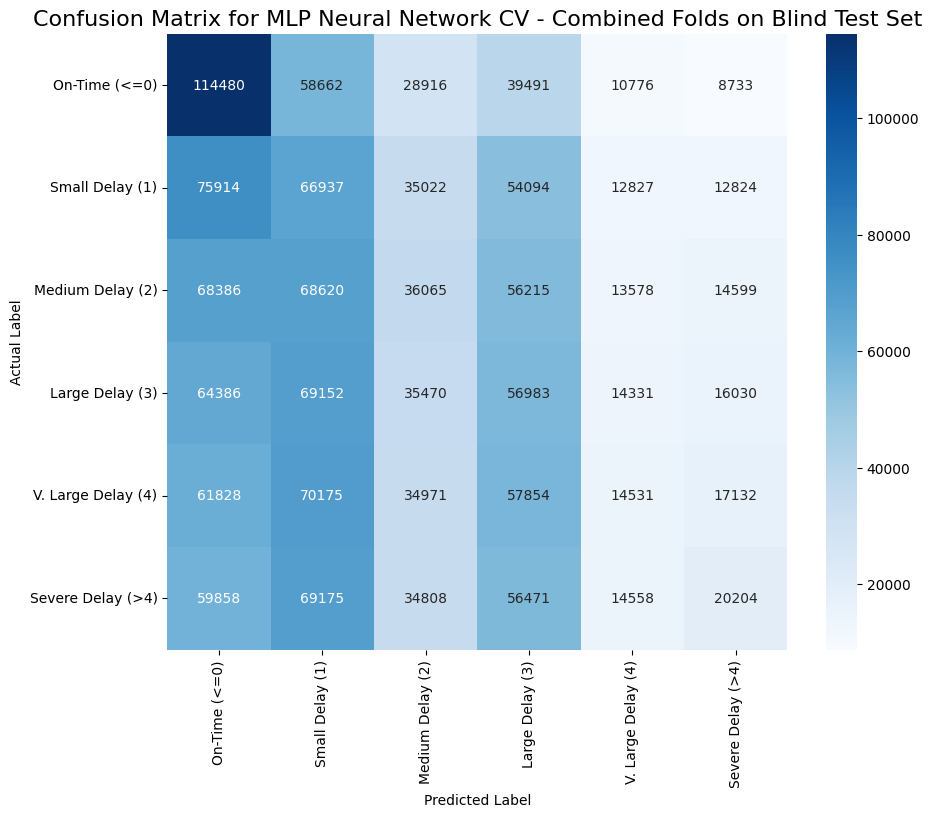 Confusion Matrix for MLP Neural Network CV - Combined Folds on Blind Test Set
On-Time (<=0) 114480 58662 28916 39491 10776 8733
Small Delay (1) 75914 66937 35022 54094 12827 12824
Medium Delay (2) 68386 68620 36065 56215 13578 14599
Large Delay (3) 64386 69152 35470 56983 14331 16030
V. Large Delay (4) 61828 70175 34971 57854 14531 17132
Severe Delay (>4) 59858 69175 34808 56471 14558 20204
Actual Label
On-Time (<=0)
Small Delay (1)
Medium Delay (2)
Large Delay (3)
V. Large Delay (4)
Severe Delay (>4)
Predicted Label
100000
80000
60000
40000
20000